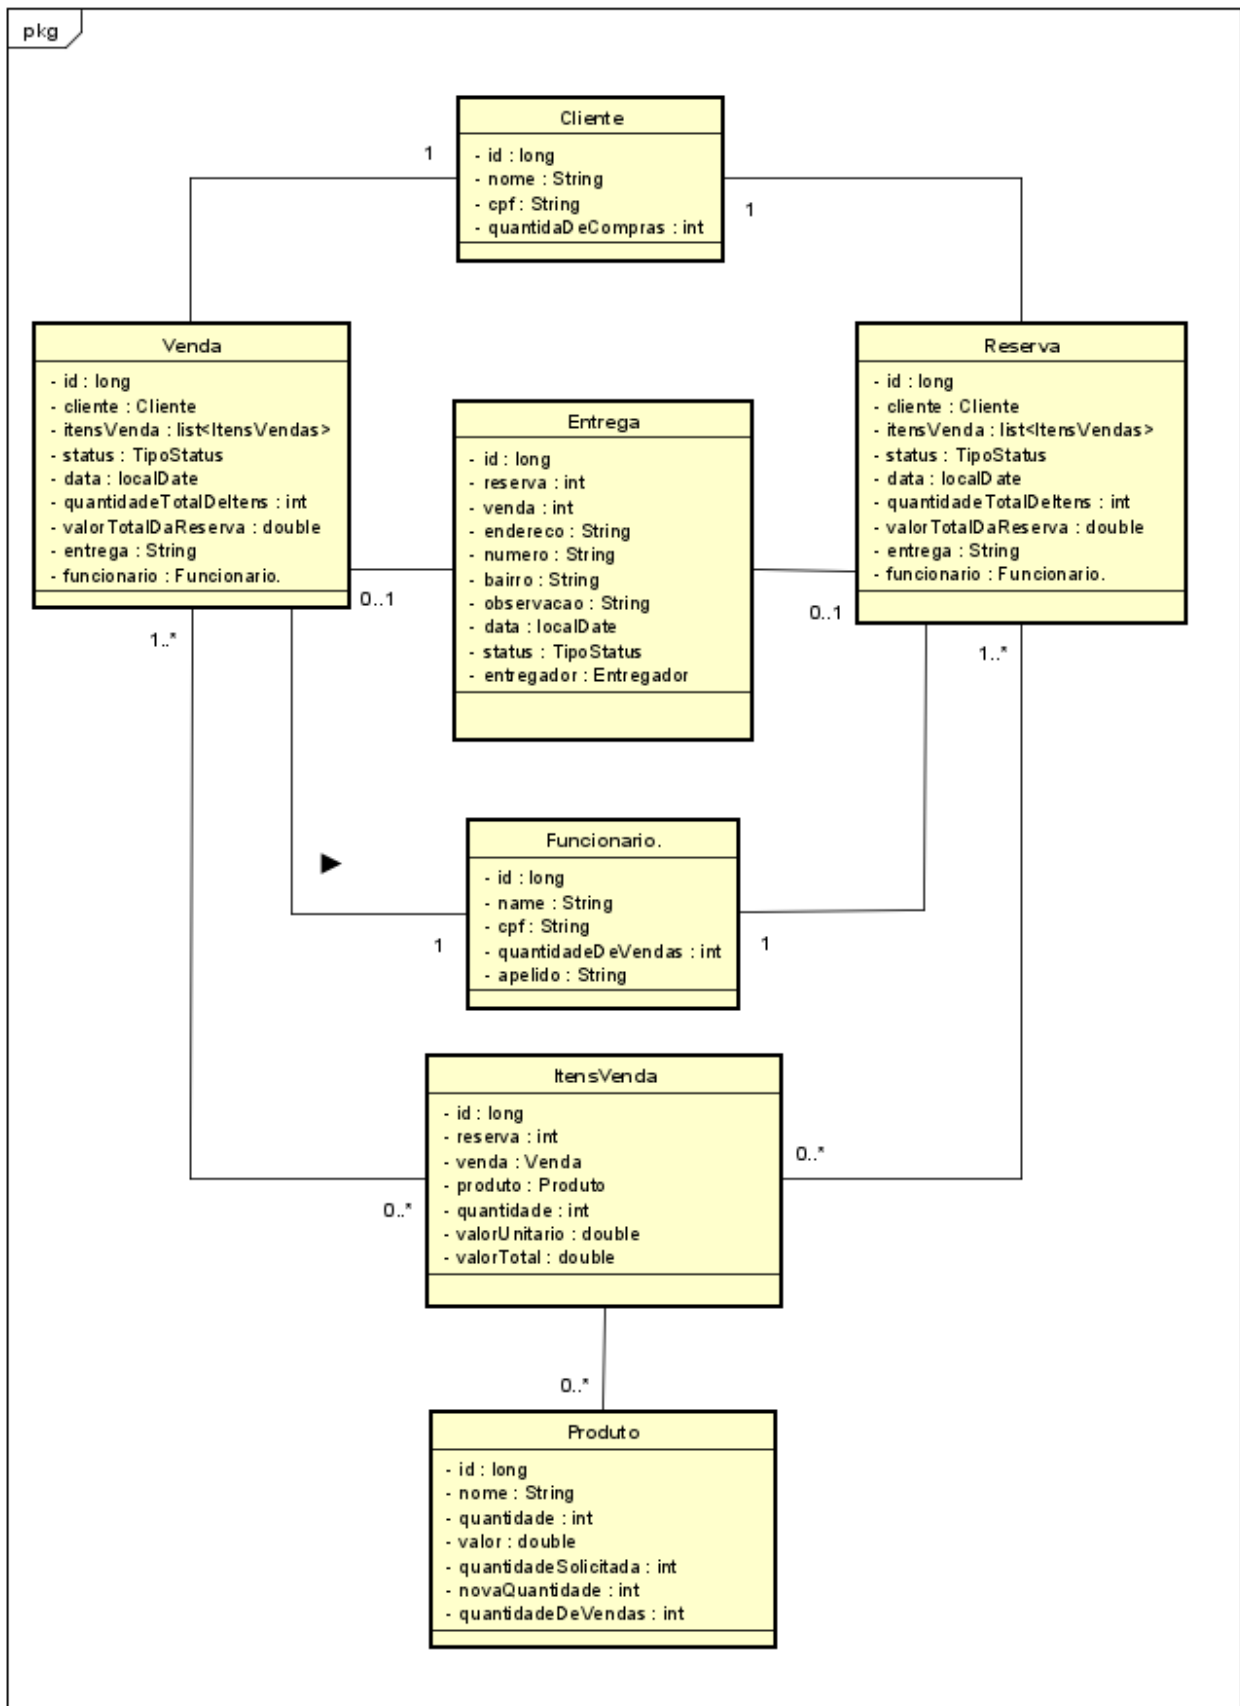 pkg
Cliente
- id : long
- nome : String
- cpf : String
- quantidaDeCompras : int
1
1
Venda
- id : long
- cliente : Cliente
- itensVenda : list<ItensVendas>
- status : TipoStatus
- data : localDate
- quantidadeTotalDeItens : int
- valorTotalDaReserva : double
- entrega : String
- funcionario : Funcionario.
Reserva
- id : long
- cliente : Cliente
- itensVenda : list<ItensVendas>
- status : TipoStatus
- data : localDate
- quantidadeTotalDeItens : int
- valorTotalDaReserva : double
- entrega : String
- funcionario : Funcionario.
Entrega
- id : long
- reserva : int
- venda : int
- endereco : String
- numero : String
- bairro : String
- observacao : String
- data : localDate
- status : TipoStatus
- entregador : Entregador
0..1
0..1
1..*
1..*
Funcionario.
- id : long
- name : String
- cpf : String
- quantidadeDeVendas : int
- apelido : String
1
1
ItensVenda
- id : long
- reserva : int
- venda : Venda
- produto : Produto
- quantidade : int
- valorUnitario : double
- valorTotal : double
0..*
0..*
0..*
Produto
- id : long
- nome : String
- quantidade : int
- valor : double
- quantidadeSolicitada : int
- novaQuantidade : int
- quantidadeDeVendas : int